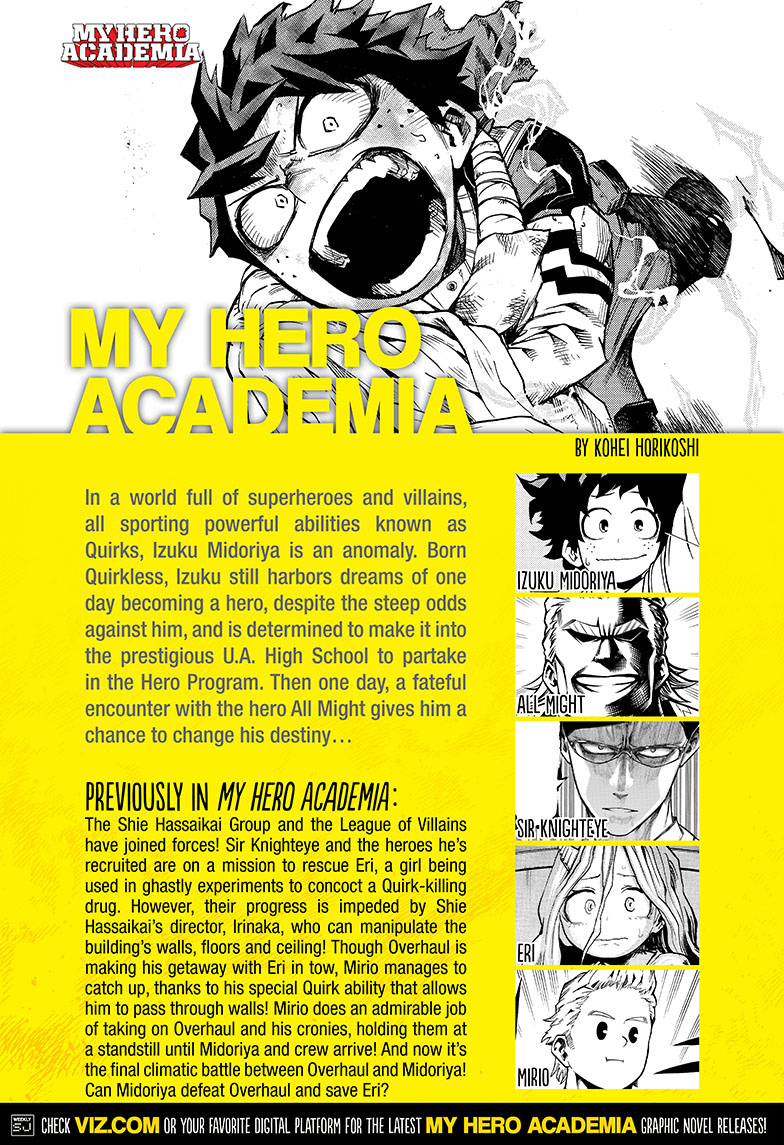 MY HERO
ACADEMIA
MY HERO
ACADEMIA
BY KOHEI HORIKOSHI
In a world full of superheroes and villains,
all sporting powerful abilities known as
Quirks, Izuku Midoriya is an anomaly. Born
Quirkless, Izuku still harbors dreams of one
day becoming a hero, despite the steep odds
against him, and is determined to make it into
the prestigious U.A. High School to partake
in the Hero Program. Then one day, a fateful
encounter with the hero All Might gives him a
chance to change his destiny…
PREVIOUSLY IN MY HERO ACADEMIA:
The Shie Hassaikai Group and the League of Villains
have joined forces! Sir Knighteye and the heroes he's
recruited are on a mission to rescue Eri, a girl being
used in ghastly experiments to concoct a Quirk-killing
drug. However, their progress is impeded by Shie
Hassaikai's director, Irinaka, who can manipulate the
building's walls, floors and ceiling! Though Overhaul is
making his getaway with Eri in tow, Mirio manages to
catch up, thanks to his special Quirk ability that allows
him to pass through walls! Mirio does an admirable job
of taking on Overhaul and his cronies, holding them at
a standstill until Midoriya and crew arrive! And now it's
the final climatic battle between Overhaul and Midoriya!
Can Midoriya defeat Overhaul and save Eri?
IZUKU MIDORIYA
ALL MIGHT
SIR KNIGHTEYE
ERI
MIRIO
WEEKLY
SJ
CHECK VIZ.COM OR YOUR FAVORITE DIGITAL PLATFORM FOR THE LATEST MY HERO ACADEMIA GRAPHIC NOVEL RELEASES!